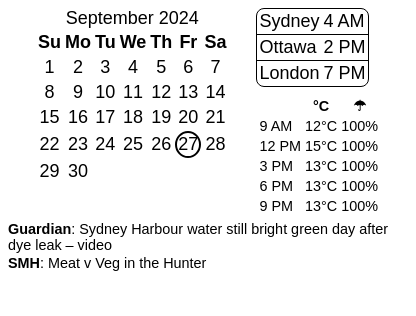 September 2024
Su Mo Tu We Th Fr Sa
1 2 3 4 5 6 7
8 9 10 11 12 13 14
15 16 17 18 19 20 21
22 23 24 25 26 27 28
29 30
Sydney 4 AM
Ottawa 2 PM
London 7 PM
°C ☂
9 AM 12°C 100%
12 PM 15°C 100%
3 PM 13°C 100%
6 PM 13°C 100%
9 PM 13°C 100%
Guardian: Sydney Harbour water still bright green day after
dye leak – video
SMH: Meat v Veg in the Hunter